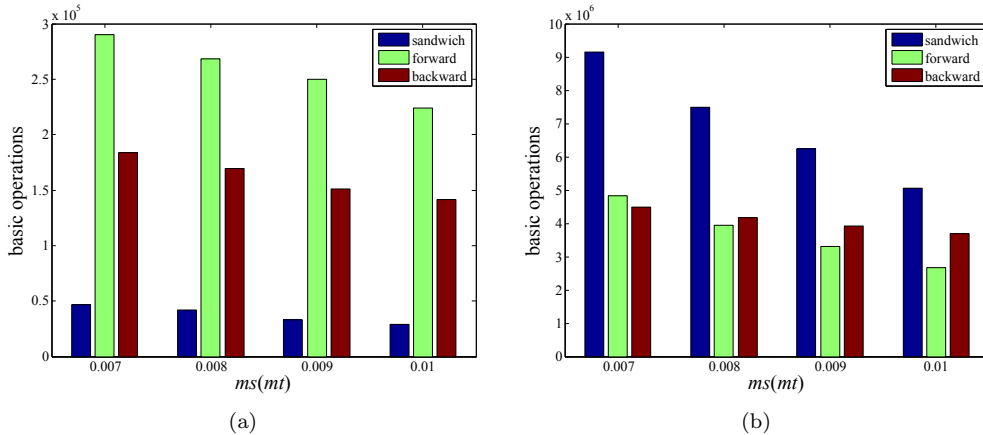 x 10^5
3
2.5
2
1.5
1
0.5
0
basic operations
0.007 0.008 0.009 0.01
ms(mt)
sandwich
forward
backward
(a)
x 10^6
10
9
8
7
6
5
4
3
2
1
0
basic operations
0.007 0.008 0.009 0.01
ms(mt)
sandwich
forward
backward
(b)